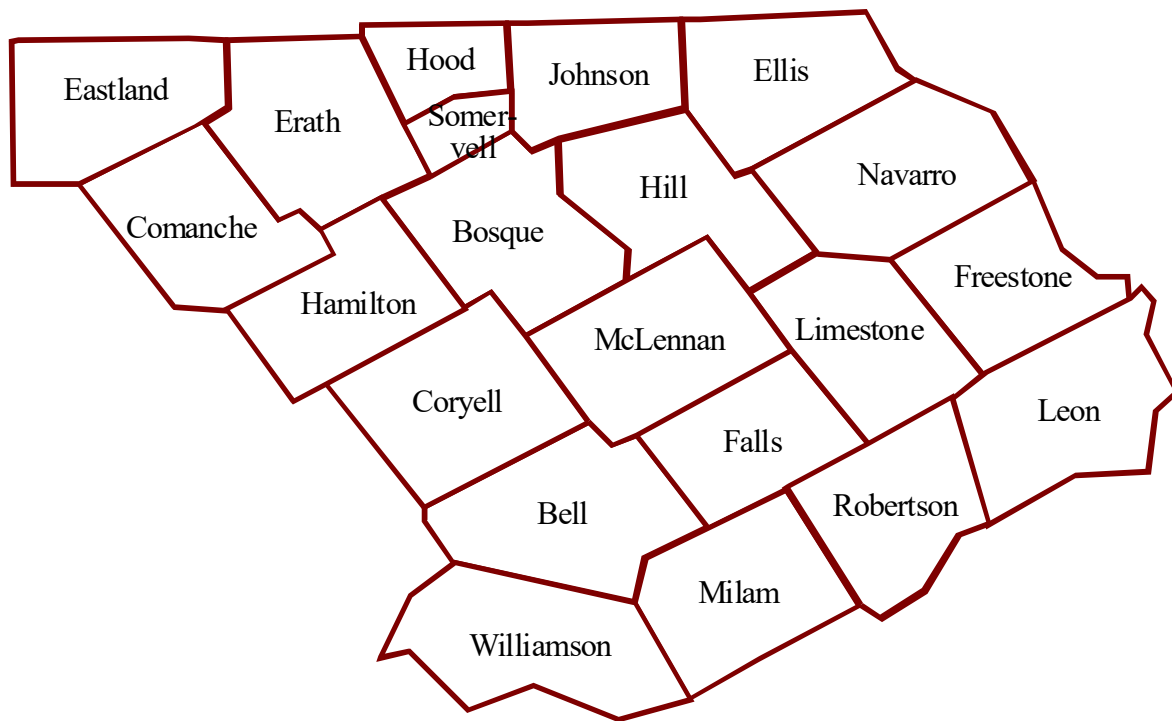 Hood
Ellis
Johnson
Eastland
Erath
Somer-
vell
Navarro
Hill
Comanche
Bosque
Freestone
Hamilton
Limestone
McLennan
Coryell
Leon
Falls
Robertson
Bell
Milam
Williamson